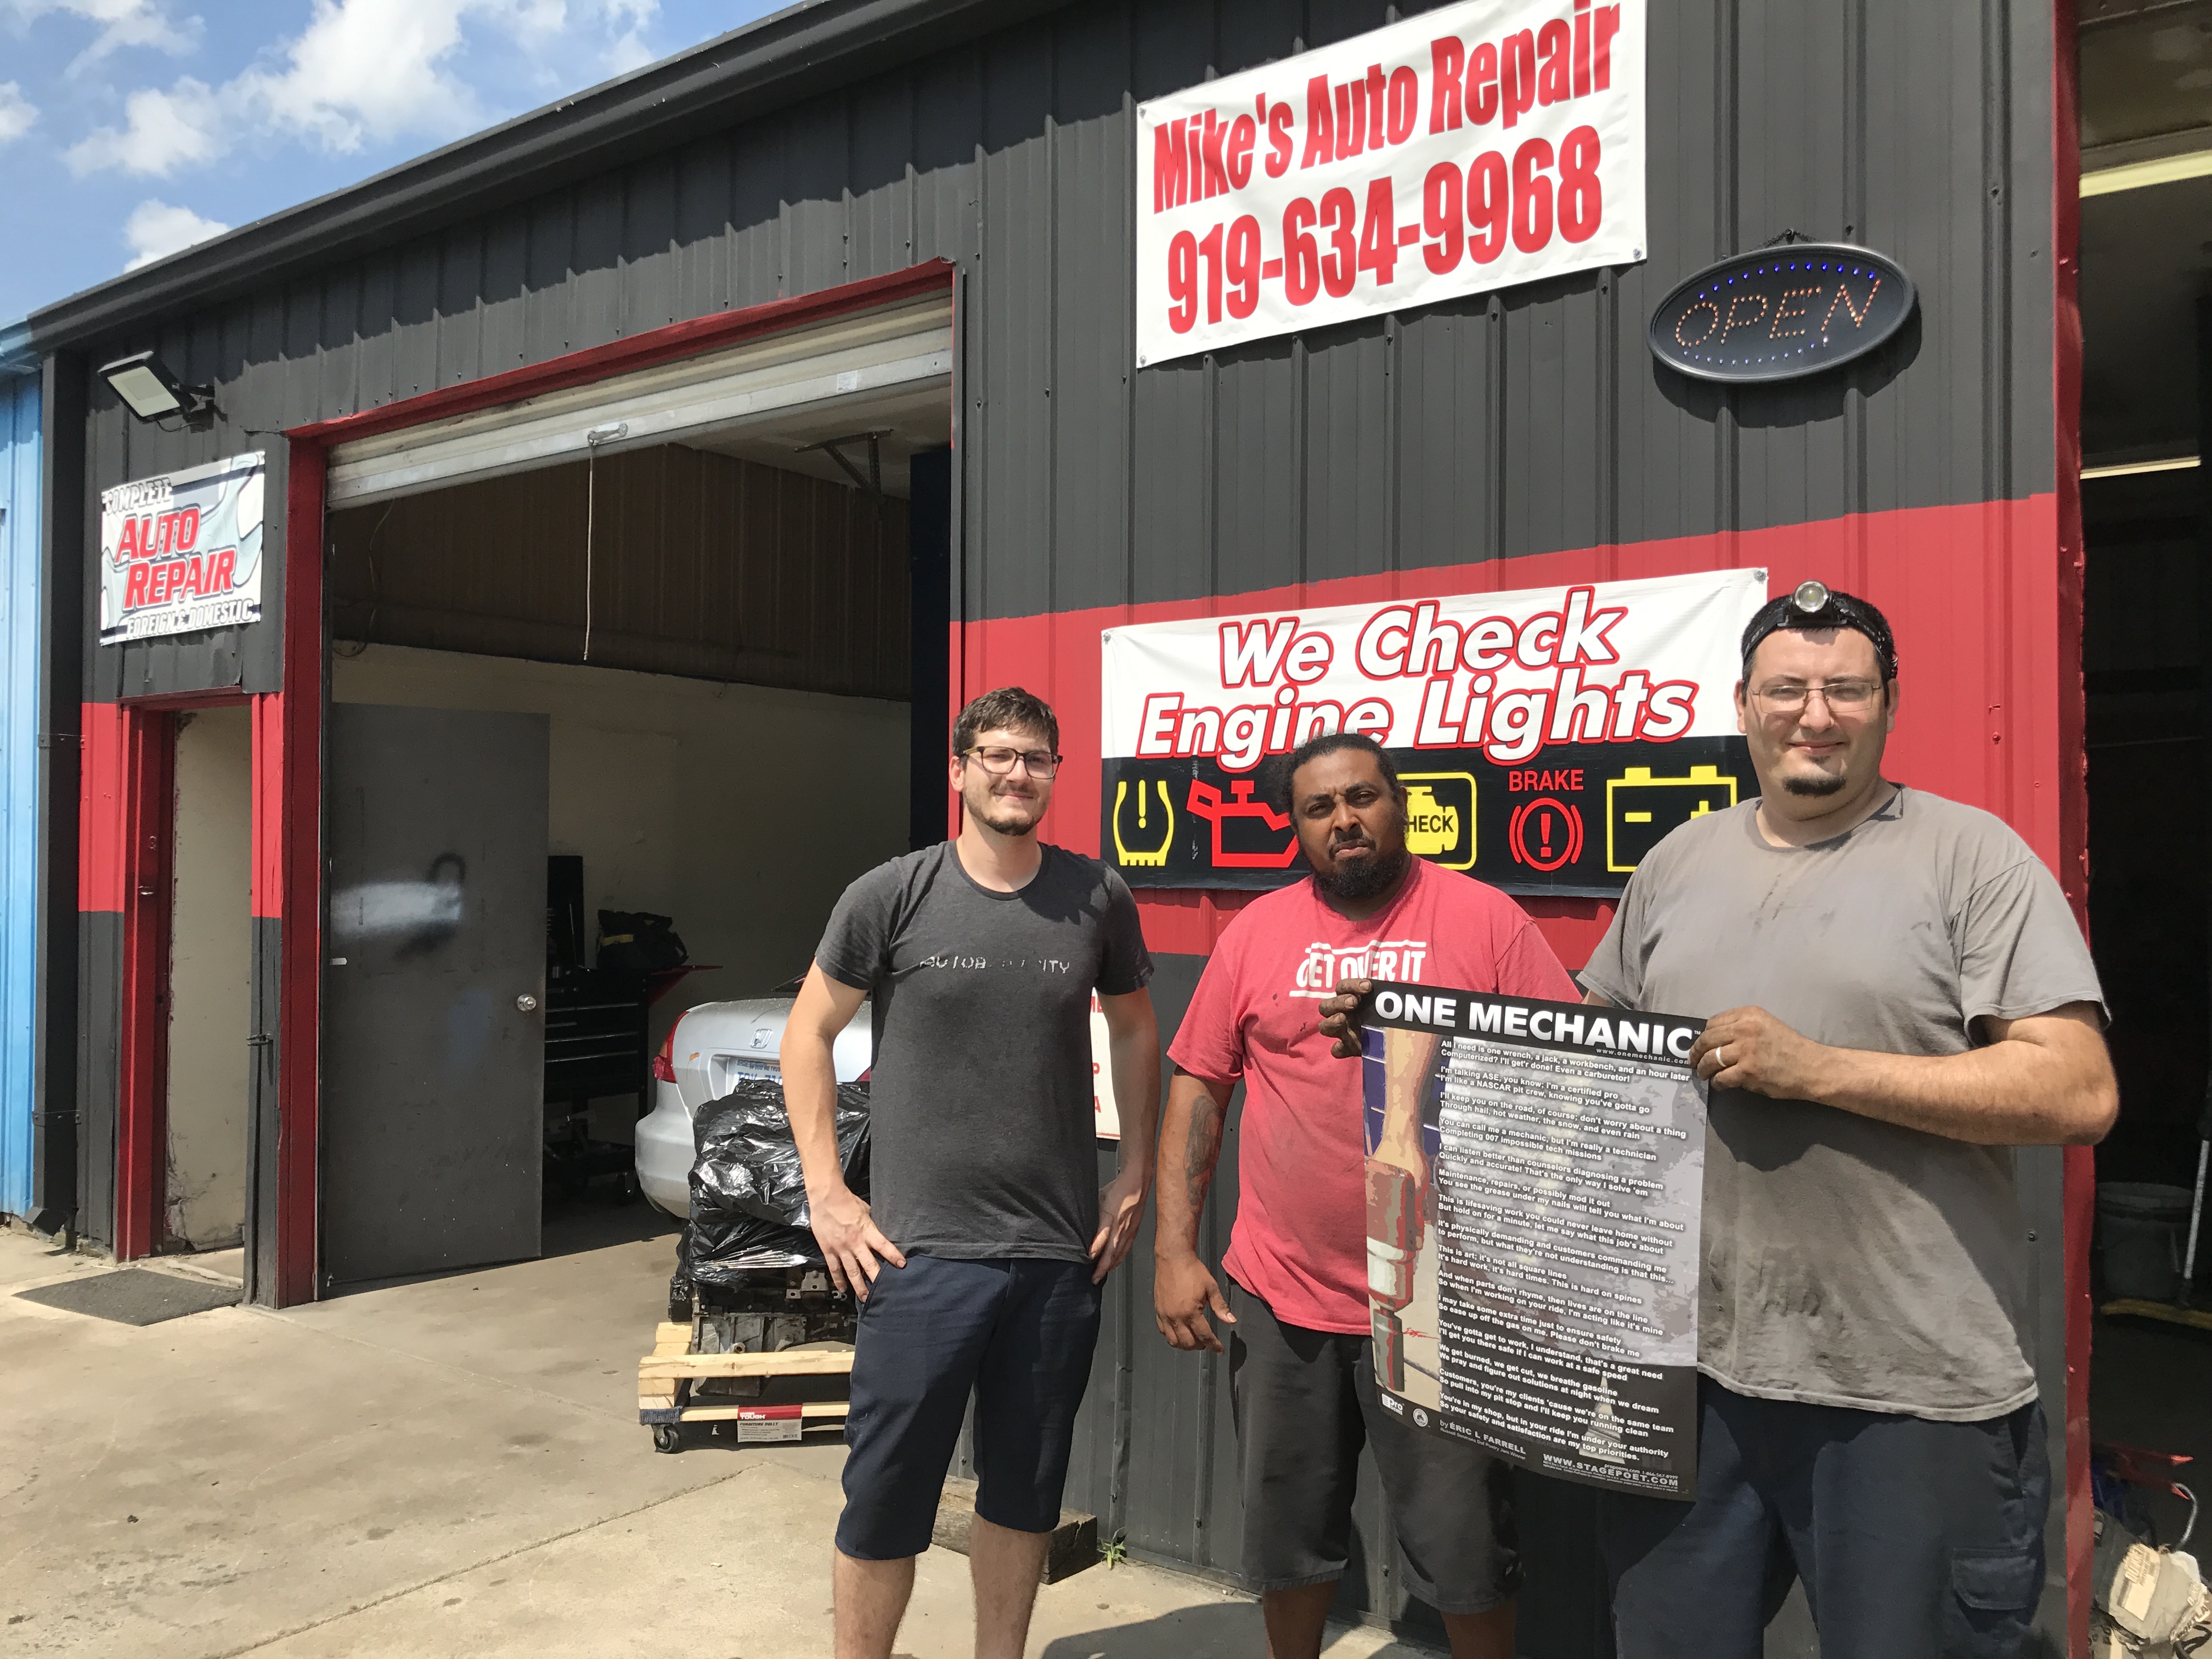 Mike's Auto Repair
919-634-9968
OPEN
COMPLETE
AUTO
REPAIR
FOREIGN & DOMESTIC
We Check
Engine Lights
BRAKE
HECK
GET OVER IT
ONE MECHANIC™
www.onemechanic.com
All I need is one wrench, a jack, a workbench, and an hour later
Computerized? I'll get'r done! Even a carburetor!
I'm talking ASE, you know; I'm a certified pro
I'm like a NASCAR pit crew, knowing you've gotta go
I'll keep you on the road, of course; don't worry about a thing
Through hail, hot weather, the snow, and even rain
You can call me a mechanic, but I'm really a technician
Completing 007 impossible tech missions
I can listen better than counselors diagnosing a problem
Quickly and accurate! That's the only way I solve 'em
Maintenance, repairs, or possibly mod it out
You see the grease under my nails will tell you what I'm about
This is lifesaving work you could never leave home without
But hold on for a minute, let me say what this job's about
It's physically demanding and customers commanding me
to perform, but what they're not understanding is that this...
This is art; it's not all square lines
It's hard work, it's hard times. This is hard on spines
And when parts don't rhyme, then lives are on the line
So when I'm working on your ride, I'm acting like it's mine
I may take some extra time just to ensure safety
So ease up off the gas on me. Please don't brake me
You've gotta get to work, I understand, that's a great need
I'll get you there safe if I can work at a safe speed
We get burned, we get cut, we breathe gasoline
We pray and figure out solutions at night when we dream
Customers, you're my clients 'cause we're on the same team
So pull into my pit stop and I'll keep you running clean
You're in my shop, but in your ride I'm under your authority
So your safety and satisfaction are my top priorities.
by ÉRIC L FARRELL
WWW.STAGEPOET.COM
TOUGH
FURNITURE DOLLY